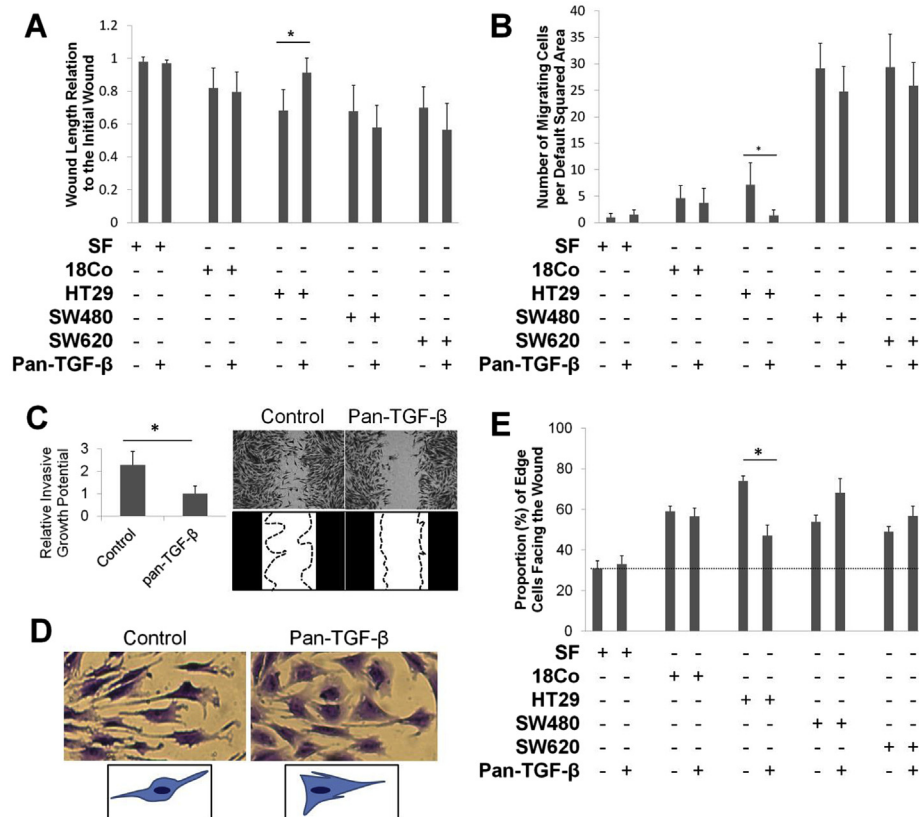 A
Wound Length Relation
to the Initial Wound
*
1.2
1
0.8
0.6
0.4
0.2
0
SF + + - - - - - - - -
18Co - - + + - - - - - -
HT29 - - - - + + - - - -
SW480 - - - - - - + + - -
SW620 - - - - - - - - + +
Pan-TGF-β - + - + - + - + - +
B
Number of Migrating Cells
per Default Squared Area
*
40
35
30
25
20
15
10
5
0
SF + + - - - - - - - -
18Co - - + + - - - - - -
HT29 - - - - + + - - - -
SW480 - - - - - - + + - -
SW620 - - - - - - - - + +
Pan-TGF-β - + - + - + - + - +
C
Relative Invasive
Growth Potential
*
3
2
1
0
Control
pan-TGF-β
Control Pan-TGF-β
D
Control Pan-TGF-β
E
Proportion (%) of Edge
Cells Facing the Wound
*
100
80
60
40
20
0
SF + + - - - - - - - -
18Co - - + + - - - - - -
HT29 - - - - + + - - - -
SW480 - - - - - - + + - -
SW620 - - - - - - - - + +
Pan-TGF-β - + - + - + - + - +